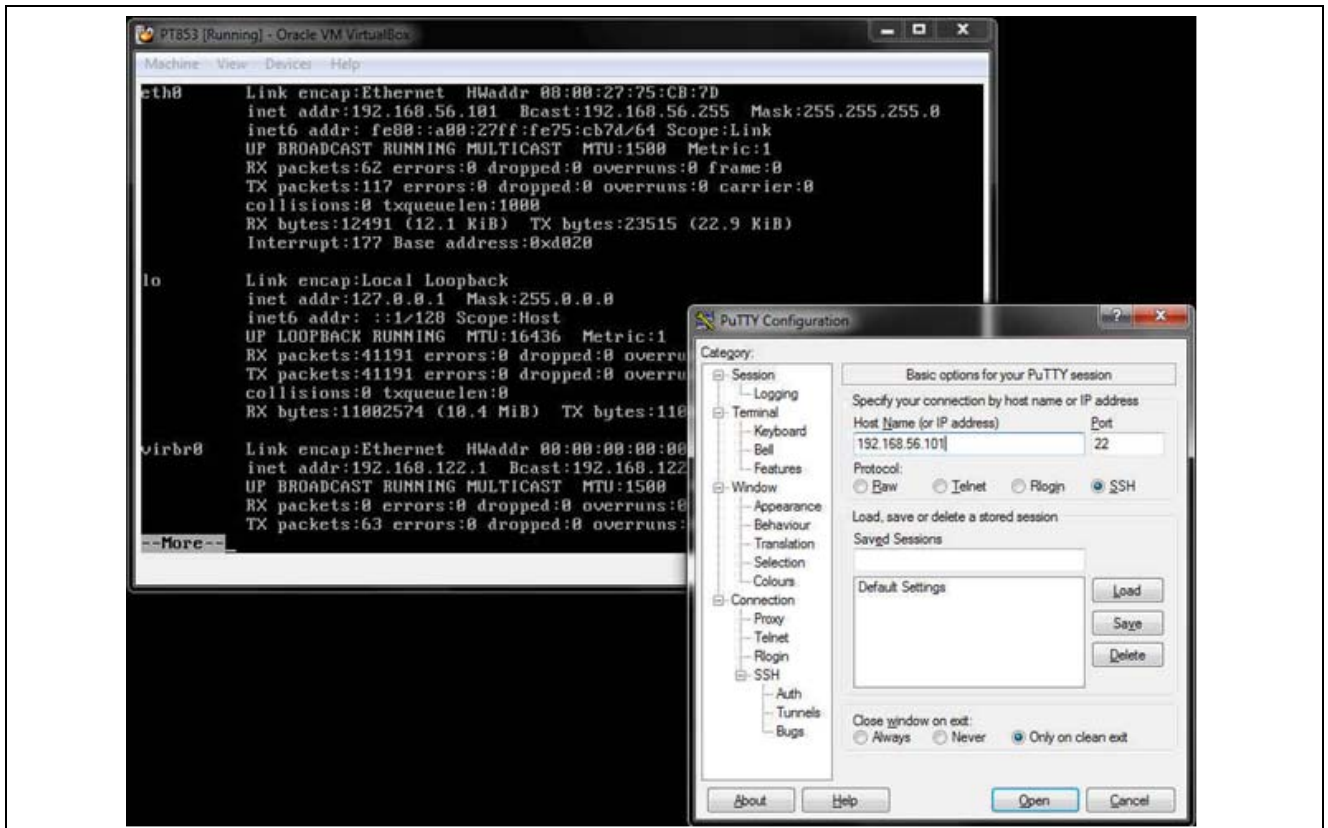 PT853 [Running] - Oracle VM VirtualBox
Machine View Devices Help
eth0 Link encap:Ethernet HWaddr 08:00:27:75:CB:7D
inet addr:192.168.56.101 Bcast:192.168.56.255 Mask:255.255.255.0
inet6 addr: fe80::a00:27ff:fe75:cb7d/64 Scope:Link
UP BROADCAST RUNNING MULTICAST MTU:1500 Metric:1
RX packets:62 errors:0 dropped:0 overruns:0 frame:0
TX packets:117 errors:0 dropped:0 overruns:0 carrier:0
collisions:0 txqueuelen:1000
RX bytes:12491 (12.1 KiB) TX bytes:23515 (22.9 KiB)
Interrupt:177 Base address:0xd020
lo Link encap:Local Loopback
inet addr:127.0.0.1 Mask:255.0.0.0
inet6 addr: ::1/128 Scope:Host
UP LOOPBACK RUNNING MTU:16436 Metric:1
RX packets:41191 errors:0 dropped:0 overru
TX packets:41191 errors:0 dropped:0 overru
collisions:0 txqueuelen:0
RX bytes:11002574 (10.4 MiB) TX bytes:110
virbr0 Link encap:Ethernet HWaddr 00:00:00:00:00
inet addr:192.168.122.1 Bcast:192.168.122
UP BROADCAST RUNNING MULTICAST MTU:1500
RX packets:0 errors:0 dropped:0 overruns:0
TX packets:63 errors:0 dropped:0 overruns:
--More--
PuTTY Configuration
Category:
Session
Logging
Terminal
Keyboard
Bell
Features
Window
Appearance
Behaviour
Translation
Selection
Colours
Connection
Proxy
Telnet
Rlogin
SSH
Auth
Tunnels
Bugs
Basic options for your PuTTY session
Specify your connection by host name or IP address
Host Name (or IP address) Port
192.168.56.101 22
Protocol:
Raw Telnet Rlogin SSH
Load, save or delete a stored session
Saved Sessions
Default Settings
Load
Save
Delete
Close window on exit:
Always Never Only on clean exit
About Help Open Cancel